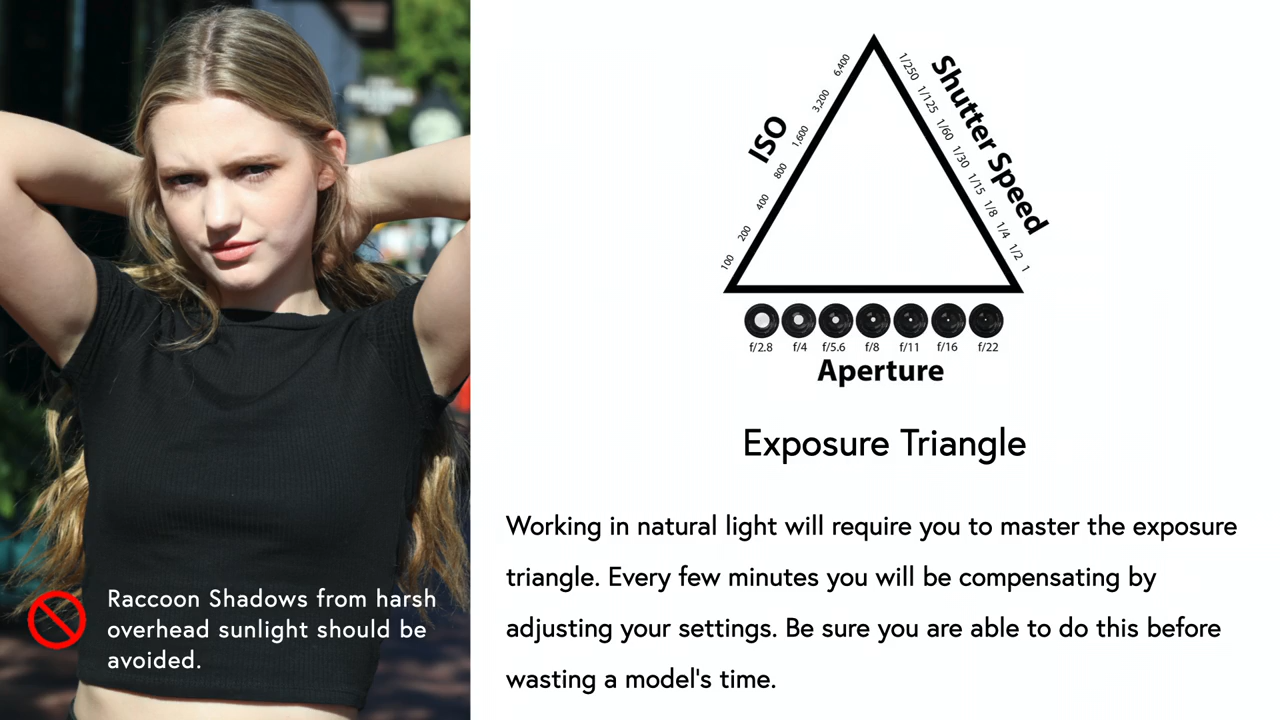 Raccoon Shadows from harsh
overhead sunlight should be
avoided.
ISO
6,400
3,200
1,600
800
400
200
100
Shutter Speed
1/250
1/125
1/60
1/30
1/15
1/8
1/4
1/2
1
f/2.8 f/4 f/5.6 f/8 f/11 f/16 f/22
Aperture
Exposure Triangle
Working in natural light will require you to master the exposure
triangle. Every few minutes you will be compensating by
adjusting your settings. Be sure you are able to do this before
wasting a model's time.